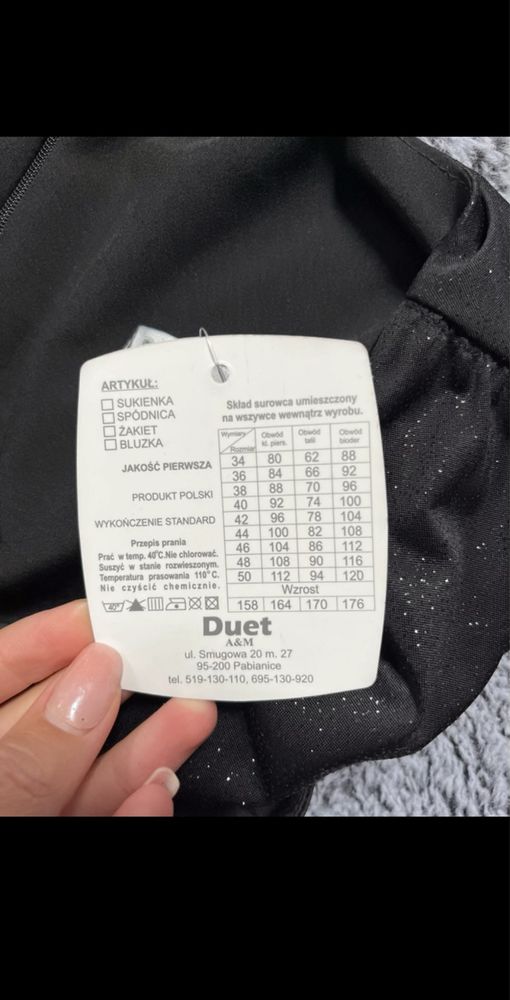 ARTYKUŁ:
SUKIENKA
SPÓDNICA
ŻAKIET
BLUZKA
JAKOŚĆ PIERWSZA
PRODUKT POLSKI
WYKOŃCZENIE STANDARD
Przepis prania
Prać w temp. 40°C.Nie chlorować.
Suszyć w stanie rozwieszonym.
Temperatura prasowania 110°C.
Nie czyścić chemicznie.
40°
Skład surowca umieszczony
na wszywce wewnątrz wyrobu.
Wymiary Rozmiar Obwód kl. piers. Obwód talii Obwód bioder
34 80 62 88
36 84 66 92
38 88 70 96
40 92 74 100
42 96 78 104
44 100 82 108
46 104 86 112
48 108 90 116
50 112 94 120
Wzrost
158 164 170 176
Duet
A&M
ul. Smugowa 20 m. 27
95-200 Pabianice
tel. 519-130-110, 695-130-920